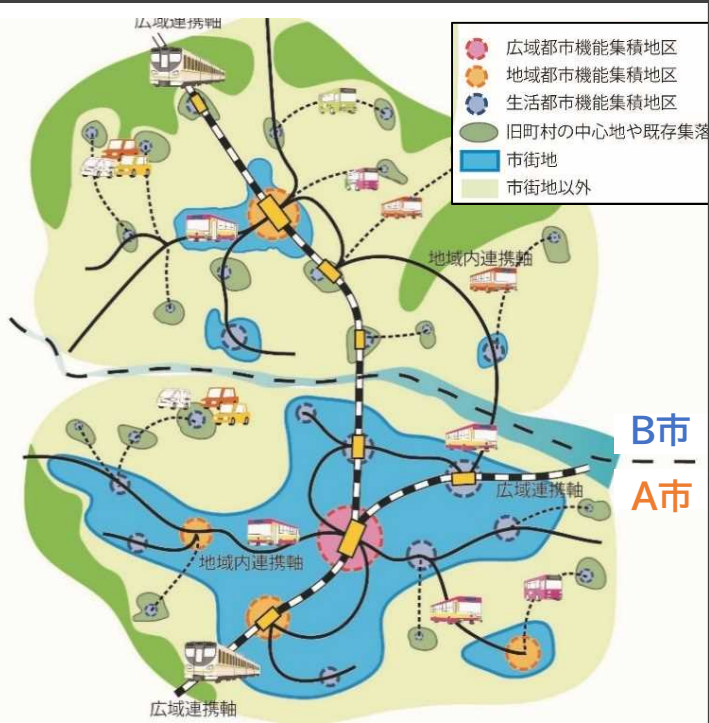 広域連携軸
広域都市機能集積地区
地域都市機能集積地区
生活都市機能集積地区
旧町村の中心地や既存集落
市街地
市街地以外
地域内連携軸
B市
A市
広域連携軸
地域内連携軸
広域連携軸